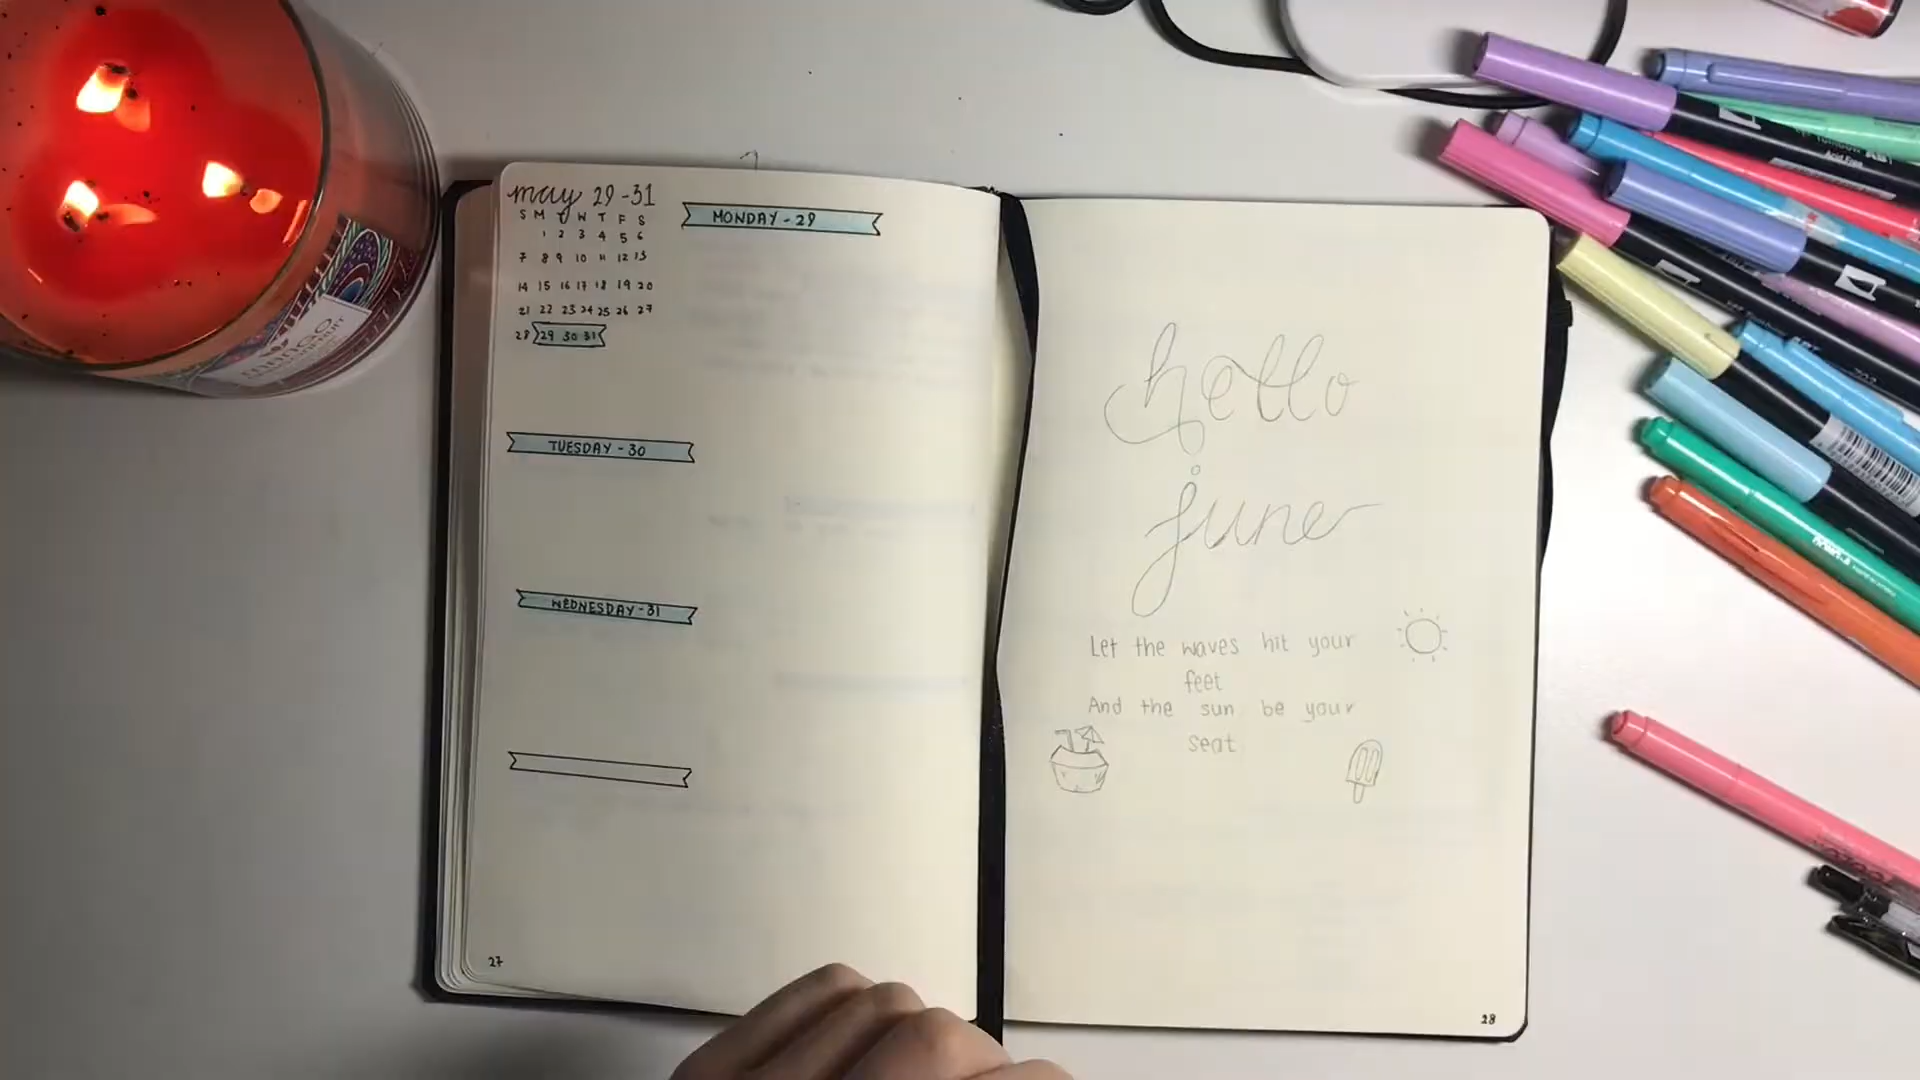 may 29-31
S M T W T F S
1 2 3 4 5 6
7 8 9 10 11 12 13
14 15 16 17 18 19 20
21 22 23 24 25 26 27
28 29 30 31
MONDAY - 29
TUESDAY - 30
WEDNESDAY - 31
27
hello
june
Let the waves hit your
feet
And the sun be your
seat
28